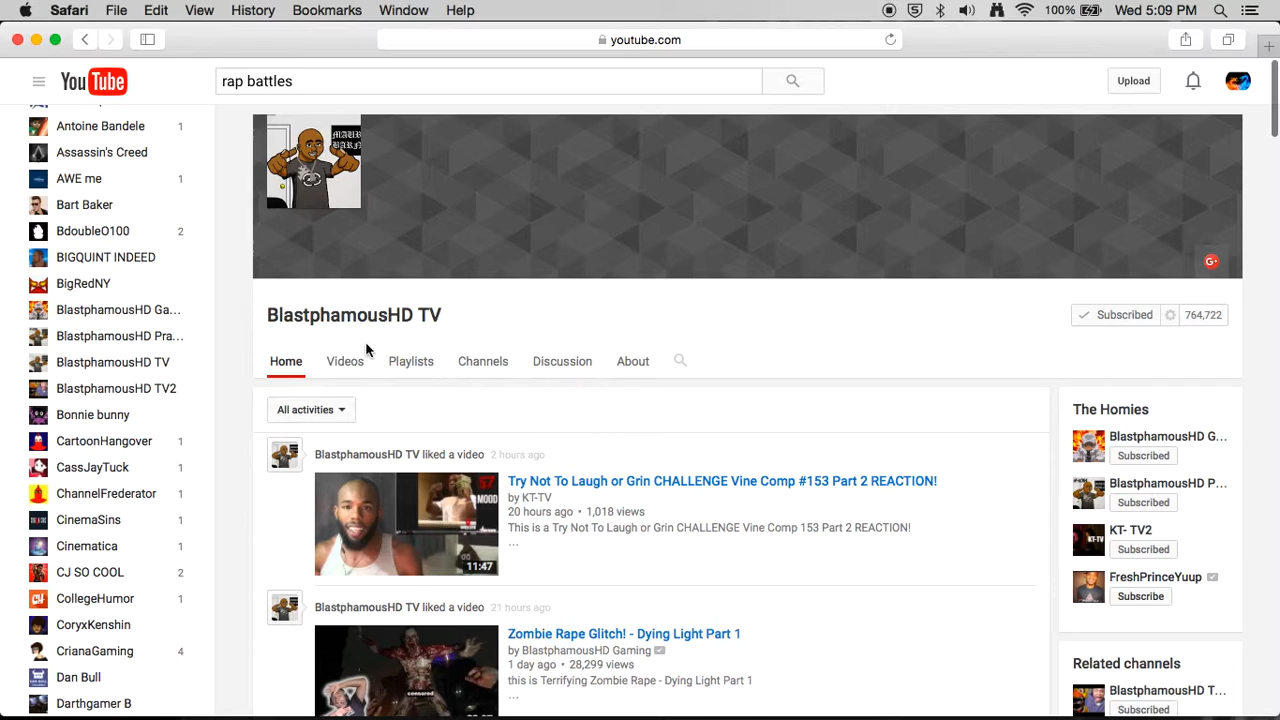 Safari File Edit View History Bookmarks Window Help 100% Wed 5:09 PM
youtube.com
YouTube rap battles Upload
Antoine Bandele 1
Assassin's Creed
AWE me 1
Bart Baker
BdoubleO100 2
BIGQUINT INDEED
BigRedNY
BlastphamousHD Ga...
BlastphamousHD Pra...
BlastphamousHD TV
BlastphamousHD TV2
Bonnie bunny
CartoonHangover 1
CassJayTuck 1
ChannelFrederator 1
CinemaSins 1
Cinematica 1
CJ SO COOL 2
CollegeHumor 1
CoryxKenshin
CrianaGaming 4
Dan Bull
Darthgamer B
BlastphamousHD TV
Subscribed 764,722
Home Videos Playlists Channels Discussion About
All activities
BlastphamousHD TV liked a video 2 hours ago
MOOD
11:47
Try Not To Laugh or Grin CHALLENGE Vine Comp #153 Part 2 REACTION!
by KT-TV
20 hours ago • 1,018 views
This is a Try Not To Laugh or Grin CHALLENGE Vine Comp 153 Part 2 REACTION!
...
BlastphamousHD TV liked a video 21 hours ago
censored
Zombie Rape Glitch! - Dying Light Part 1
by BlastphamousHD Gaming
1 day ago • 28,299 views
this is Terrifying Zombie Rape - Dying Light Part 1
...
The Homies
BlastphamousHD G...
Subscribed
BlastphamousHD P...
Subscribed
KT- TV2
Subscribed
FreshPrinceYuup
Subscribe
Related channels
BlastphamousHD T...
Subscribed